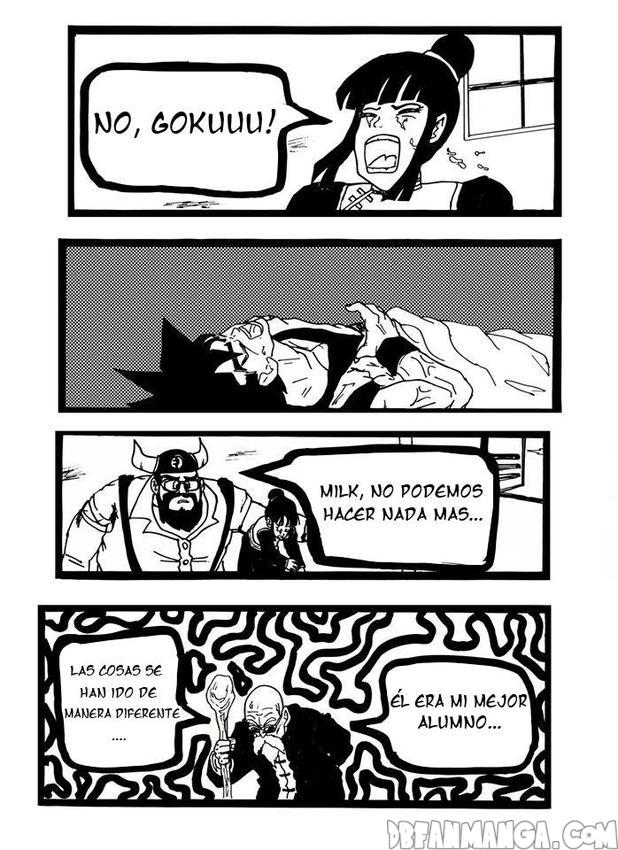 NO, GOKUUU!
MILK, NO PODEMOS
HACER NADA MAS...
LAS COSAS SE
HAN IDO DE
MANERA DIFERENTE
....
ÉL ERA MI MEJOR
ALUMNO...
DBFANMANGA.COM